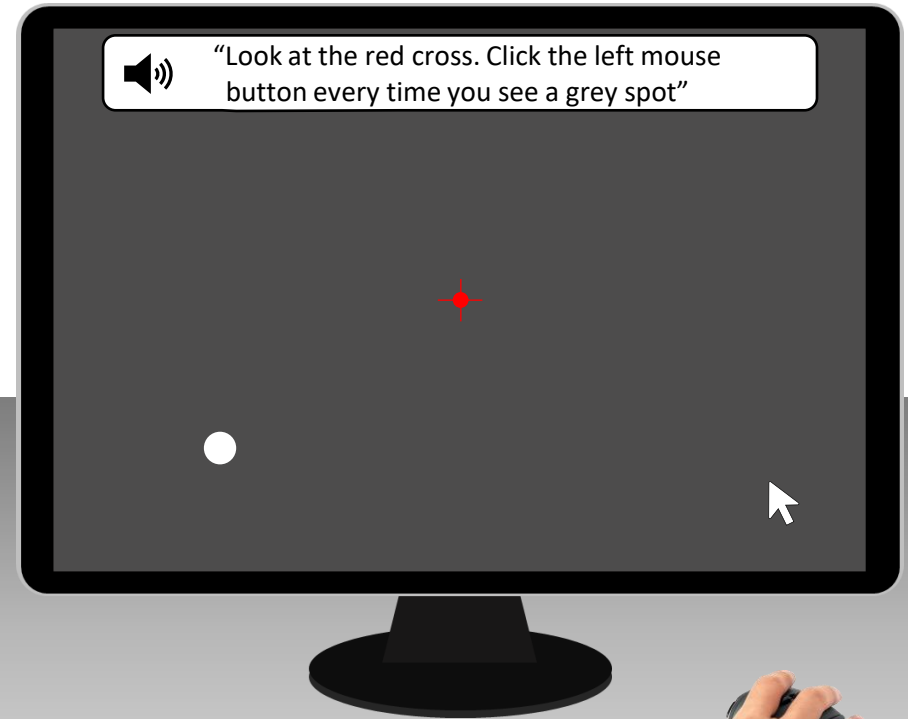 “Look at the red cross. Click the left mouse
button every time you see a grey spot”